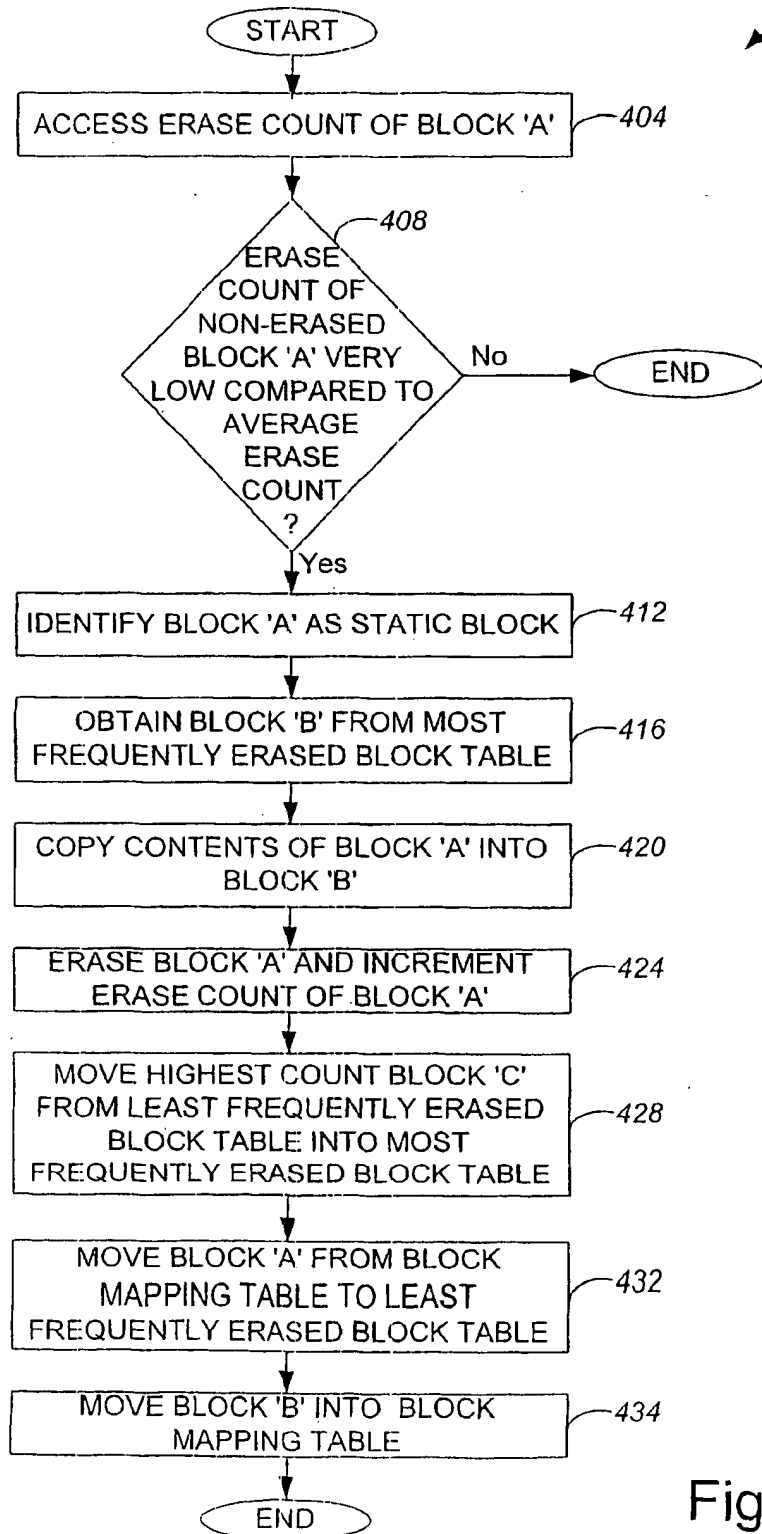 START
ACCESS ERASE COUNT OF BLOCK 'A'
404
408
ERASE
COUNT OF
NON-ERASED
BLOCK 'A' VERY
LOW COMPARED TO
AVERAGE
ERASE
COUNT
?
No
END
Yes
IDENTIFY BLOCK 'A' AS STATIC BLOCK
412
OBTAIN BLOCK 'B' FROM MOST
FREQUENTLY ERASED BLOCK TABLE
416
COPY CONTENTS OF BLOCK 'A' INTO
BLOCK 'B'
420
ERASE BLOCK 'A' AND INCREMENT
ERASE COUNT OF BLOCK 'A'
424
MOVE HIGHEST COUNT BLOCK 'C'
FROM LEAST FREQUENTLY ERASED
BLOCK TABLE INTO MOST
FREQUENTLY ERASED BLOCK TABLE
428
MOVE BLOCK 'A' FROM BLOCK
MAPPING TABLE TO LEAST
FREQUENTLY ERASED BLOCK TABLE
432
MOVE BLOCK 'B' INTO BLOCK
MAPPING TABLE
434
END
Fig